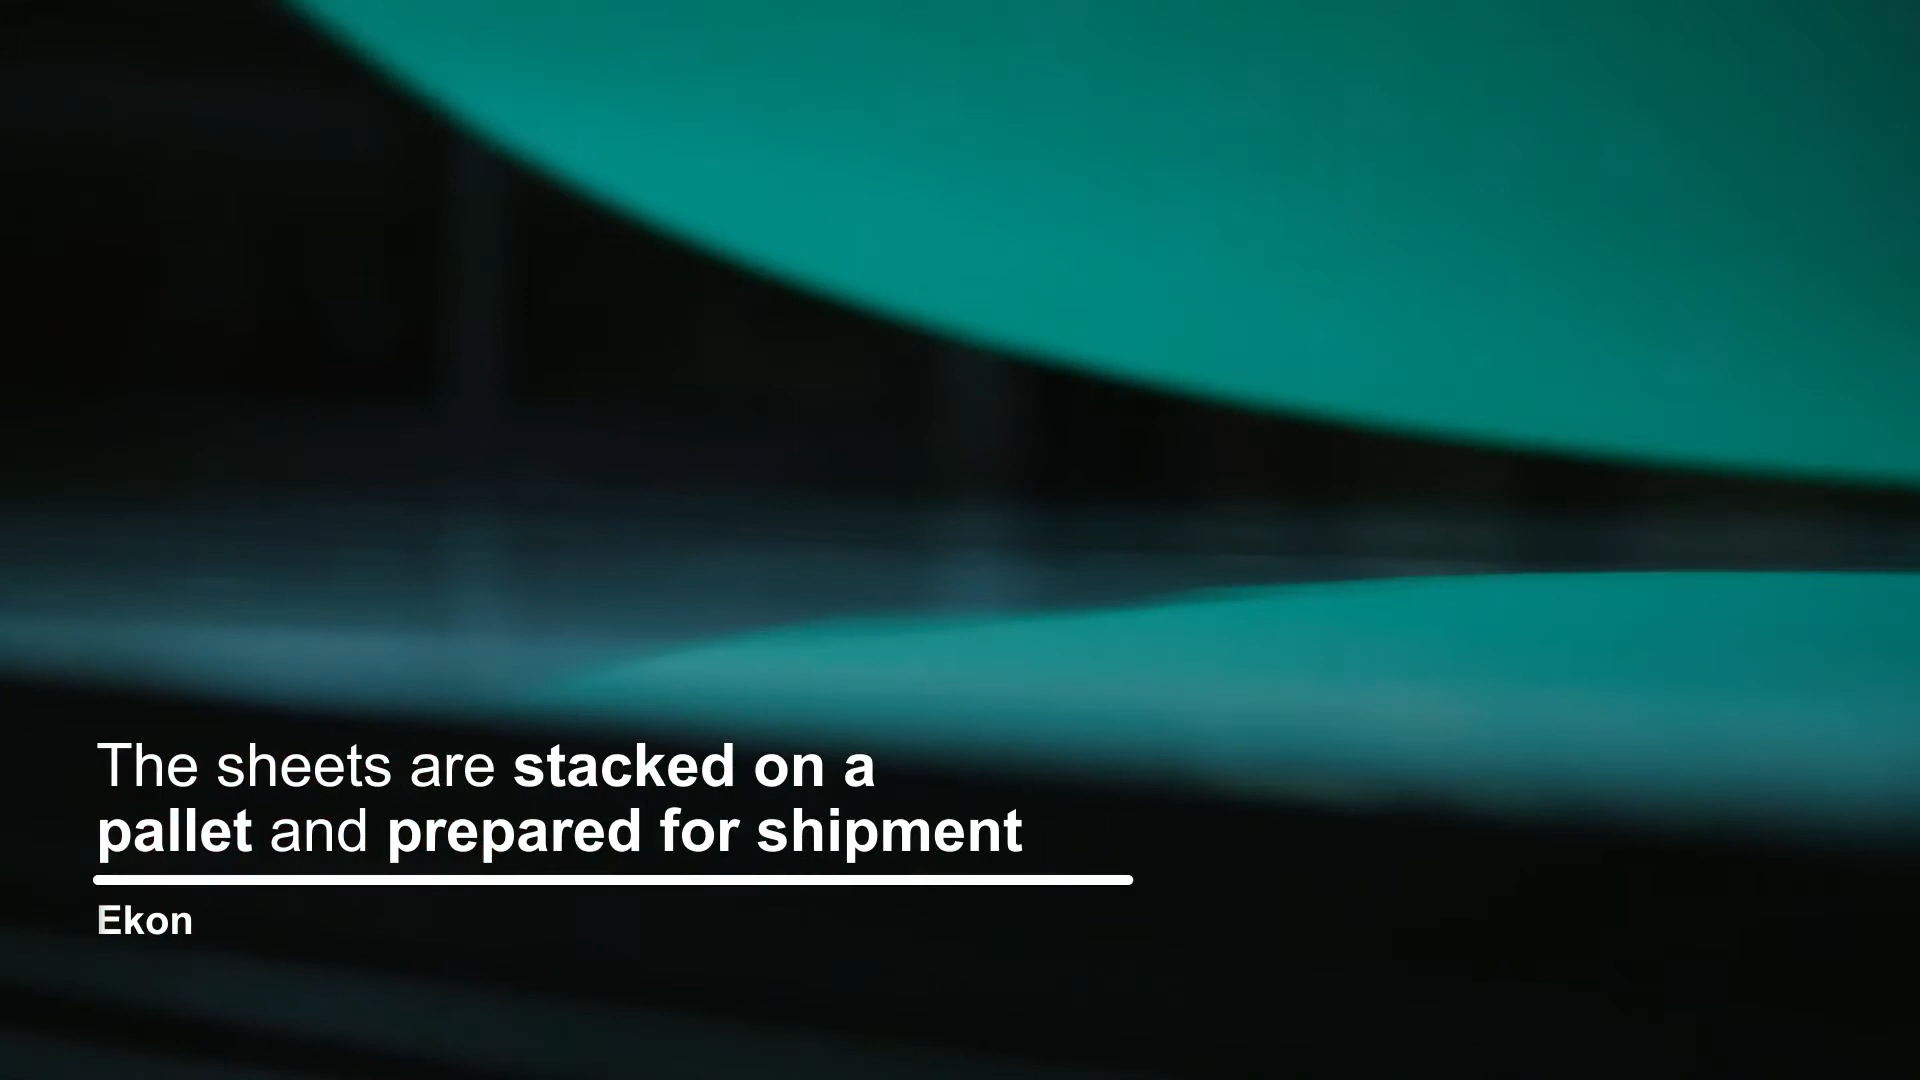 The sheets are stacked on a
pallet and prepared for shipment
Ekon